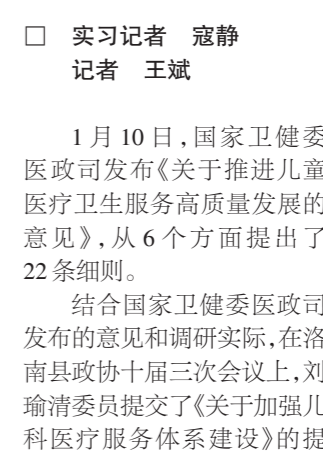 □ 实习记者 寇静
记者 王斌
1月10日,国家卫健委
医政司发布《关于推进儿童
医疗卫生服务高质量发展的
意见》,从6个方面提出了
22条细则。
结合国家卫健委医政司
发布的意见和调研实际,在洛
南县政协十届三次会议上,刘
瑜清委员提交了《关于加强儿
科医疗服务体系建设》的提